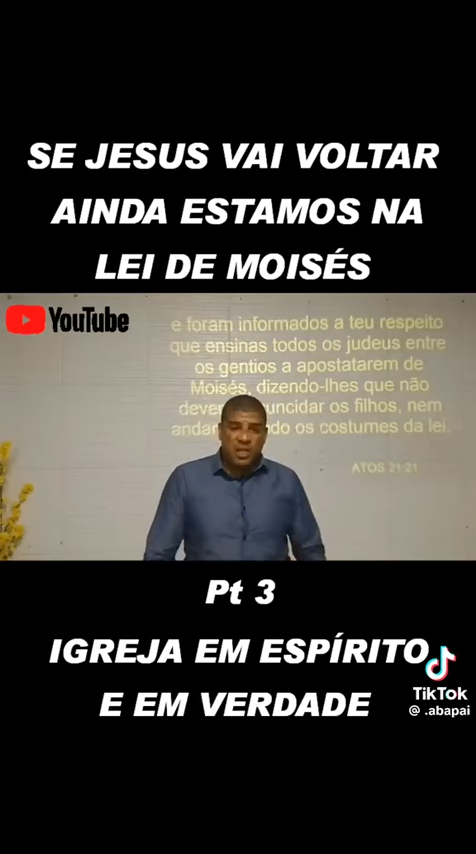 SE JESUS VAI VOLTAR
AINDA ESTAMOS NA
LEI DE MOISÉS
YouTube
e foram informados a teu respeito
que ensinas todos os judeus entre
os gentios a apostatarem de
Moisés, dizendo-lhes que não
os filhos, nem
os costumes da lei.
ATOS 21:21
Pt 3
IGREJA EM ESPÍRITO
E EM VERDADE
TikTok
@ .abapai